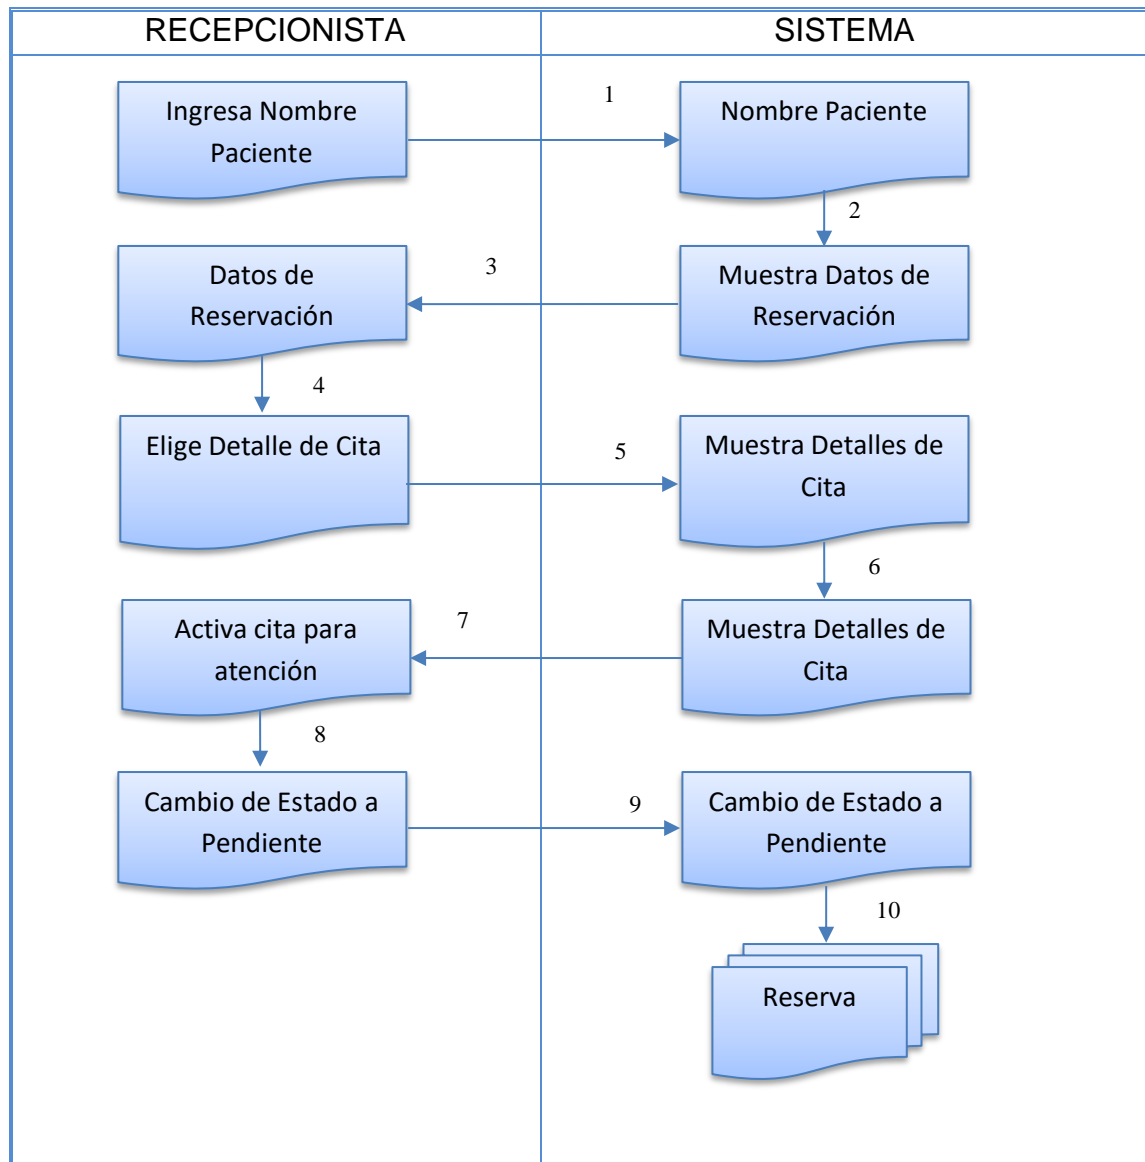 RECEPCIONISTA
SISTEMA
Ingresa Nombre
Paciente
1
Nombre Paciente
2
Datos de
Reservación
3
Muestra Datos de
Reservación
4
Elige Detalle de Cita
5
Muestra Detalles de
Cita
6
Activa cita para
atención
7
Muestra Detalles de
Cita
8
Cambio de Estado a
Pendiente
9
Cambio de Estado a
Pendiente
10
Reserva